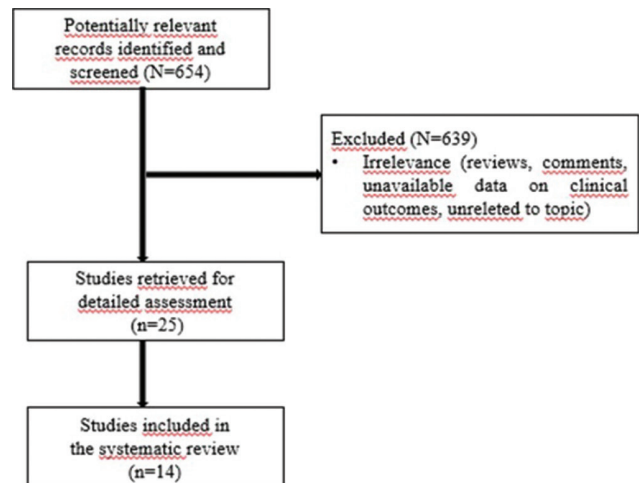 Potentially relevant
records identified and
screened (N=654)
Excluded (N=639)
• Irrelevance (reviews, comments,
unavailable data on clinical
outcomes, unreleted to topic)
Studies retrieved for
detailed assessment
(n=25)
Studies included in
the systematic review
(n=14)